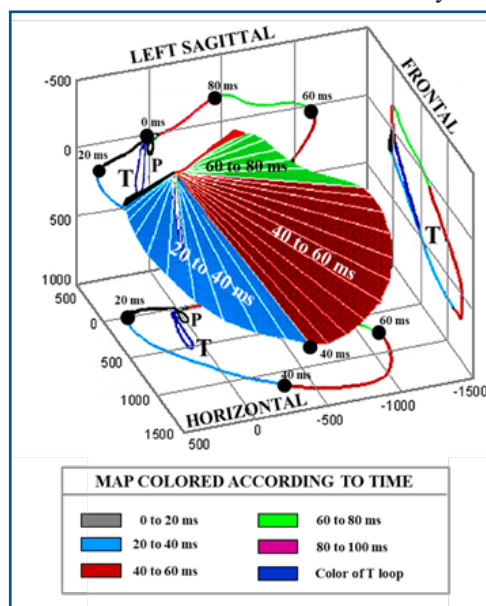 LEFT SAGITTAL
FRONTAL
-500
0
500
1000
80 ms
60 ms
0 ms
20 ms
P
T
60 to 80 ms
40 to 60 ms
20 to 40 ms
T
500
0
500
1000
1500
20 ms
P
T
60 ms
40 ms
40 ms
HORIZONTAL
500
0
-500
-1000
-1500
MAP COLORED ACCORDING TO TIME
0 to 20 ms
60 to 80 ms
20 to 40 ms
80 to 100 ms
40 to 60 ms
Color of T loop